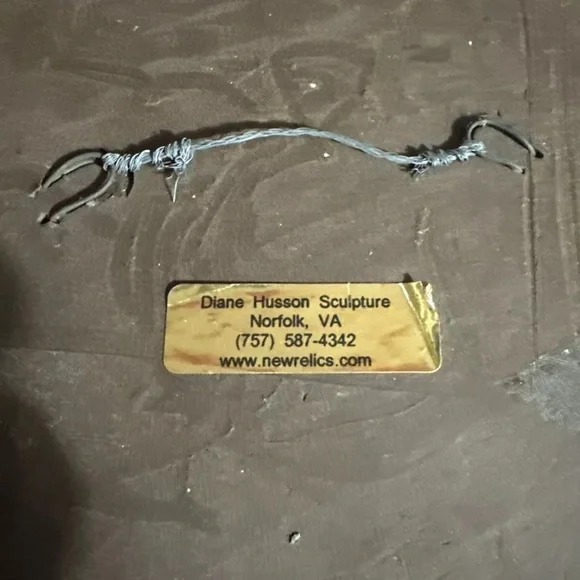 Diane Husson Sculpture
Norfolk, VA
(757) 587-4342
www.newrelics.com